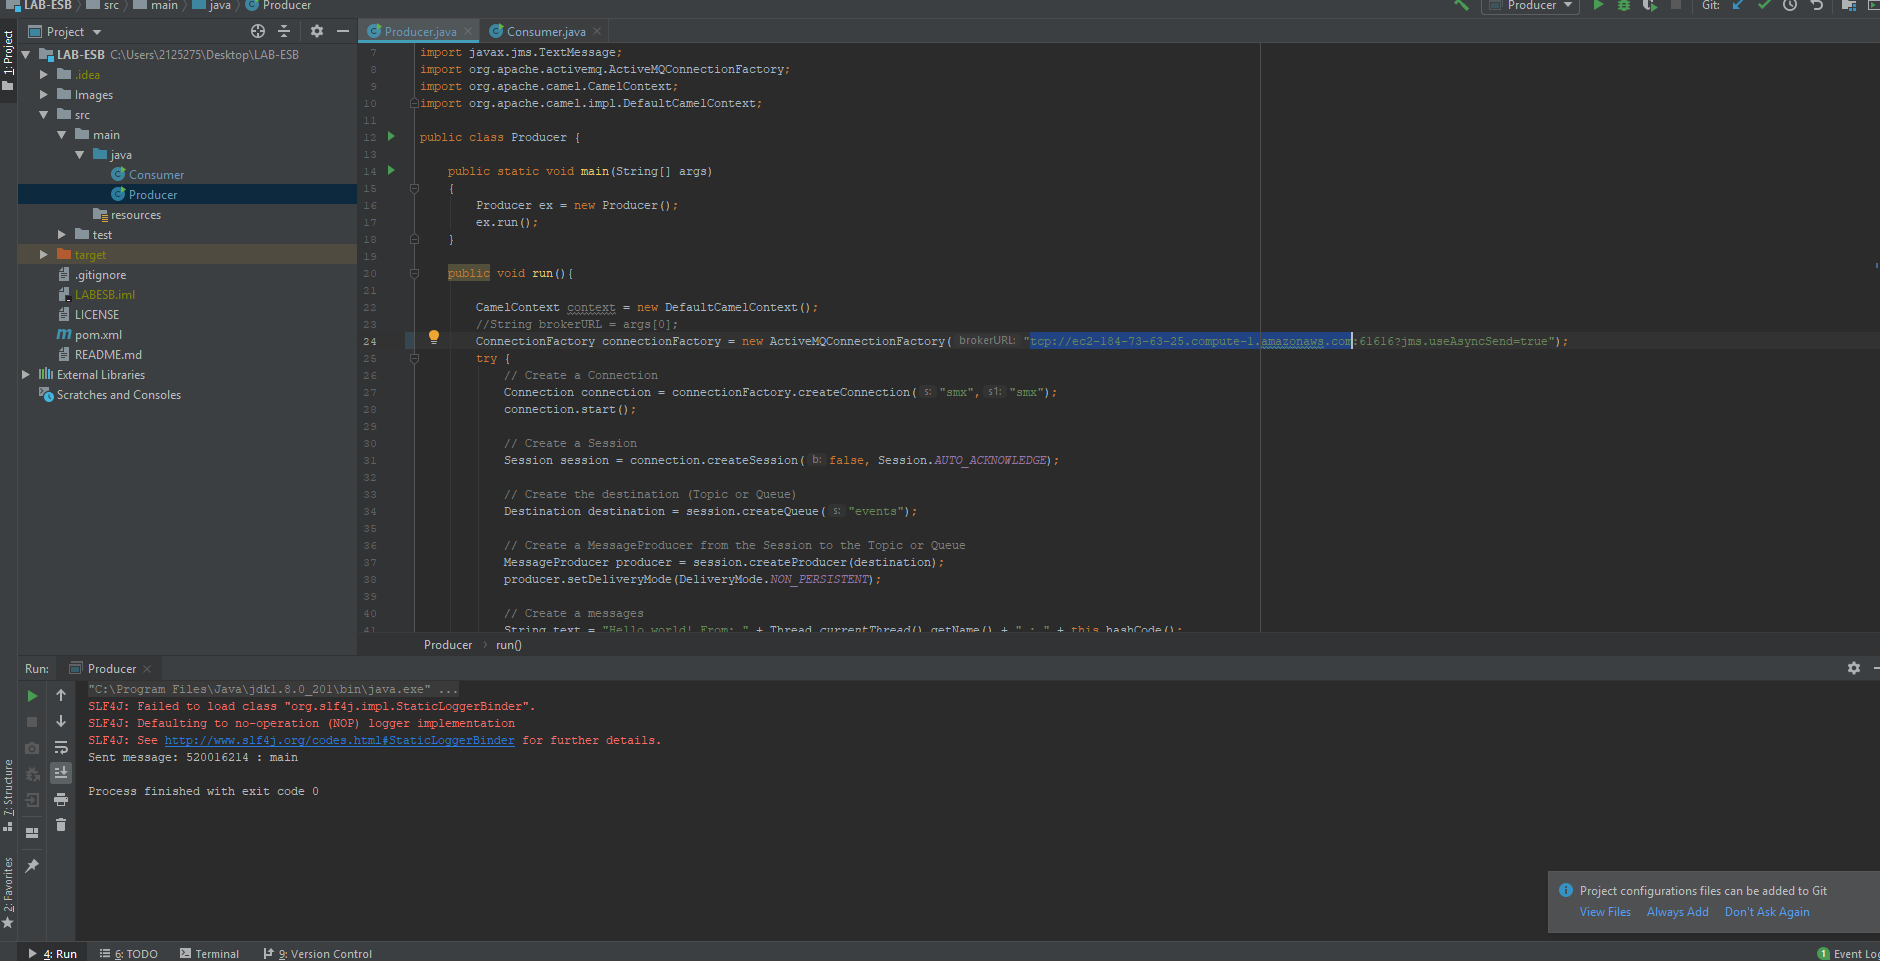 LAB-ESB src main java Producer
Producer Git:
Project
Producer.java Consumer.java
1: Project
LAB-ESB C:\Users\2125275\Desktop\LAB-ESB
.idea
Images
src
main
java
Consumer
Producer
resources
test
target
.gitignore
LABESB.iml
LICENSE
pom.xml
README.md
External Libraries
Scratches and Consoles
7 import javax.jms.TextMessage;
8 import org.apache.activemq.ActiveMQConnectionFactory;
9 import org.apache.camel.CamelContext;
10 import org.apache.camel.impl.DefaultCamelContext;
11
12 public class Producer {
13
14 public static void main(String[] args)
15 {
16 Producer ex = new Producer();
17 ex.run();
18 }
19
20 public void run(){
21
22 CamelContext context = new DefaultCamelContext();
23 //String brokerURL = args[0];
24 ConnectionFactory connectionFactory = new ActiveMQConnectionFactory( brokerURL: "tcp://ec2-184-73-63-25.compute-1.amazonaws.com:61616?jms.useAsyncSend=true");
25 try {
26 // Create a Connection
27 Connection connection = connectionFactory.createConnection( s: "smx", s1: "smx");
28 connection.start();
29
30 // Create a Session
31 Session session = connection.createSession( b: false, Session.AUTO_ACKNOWLEDGE);
32
33 // Create the destination (Topic or Queue)
34 Destination destination = session.createQueue( s: "events");
35
36 // Create a MessageProducer from the Session to the Topic or Queue
37 MessageProducer producer = session.createProducer(destination);
38 producer.setDeliveryMode(DeliveryMode.NON_PERSISTENT);
39
40 // Create a messages
41 String text = "Hello world! From: " + Thread.currentThread().getName() + " : " + this.hashCode();
Producer › run()
Run: Producer
"C:\Program Files\Java\jdk1.8.0_201\bin\java.exe" ...
SLF4J: Failed to load class "org.slf4j.impl.StaticLoggerBinder".
SLF4J: Defaulting to no-operation (NOP) logger implementation
SLF4J: See http://www.slf4j.org/codes.html#StaticLoggerBinder for further details.
Sent message: 520016214 : main
Process finished with exit code 0
7: Structure
2: Favorites
Project configurations files can be added to Git
View Files Always Add Don't Ask Again
4: Run 6: TODO Terminal 9: Version Control
1 Event Log